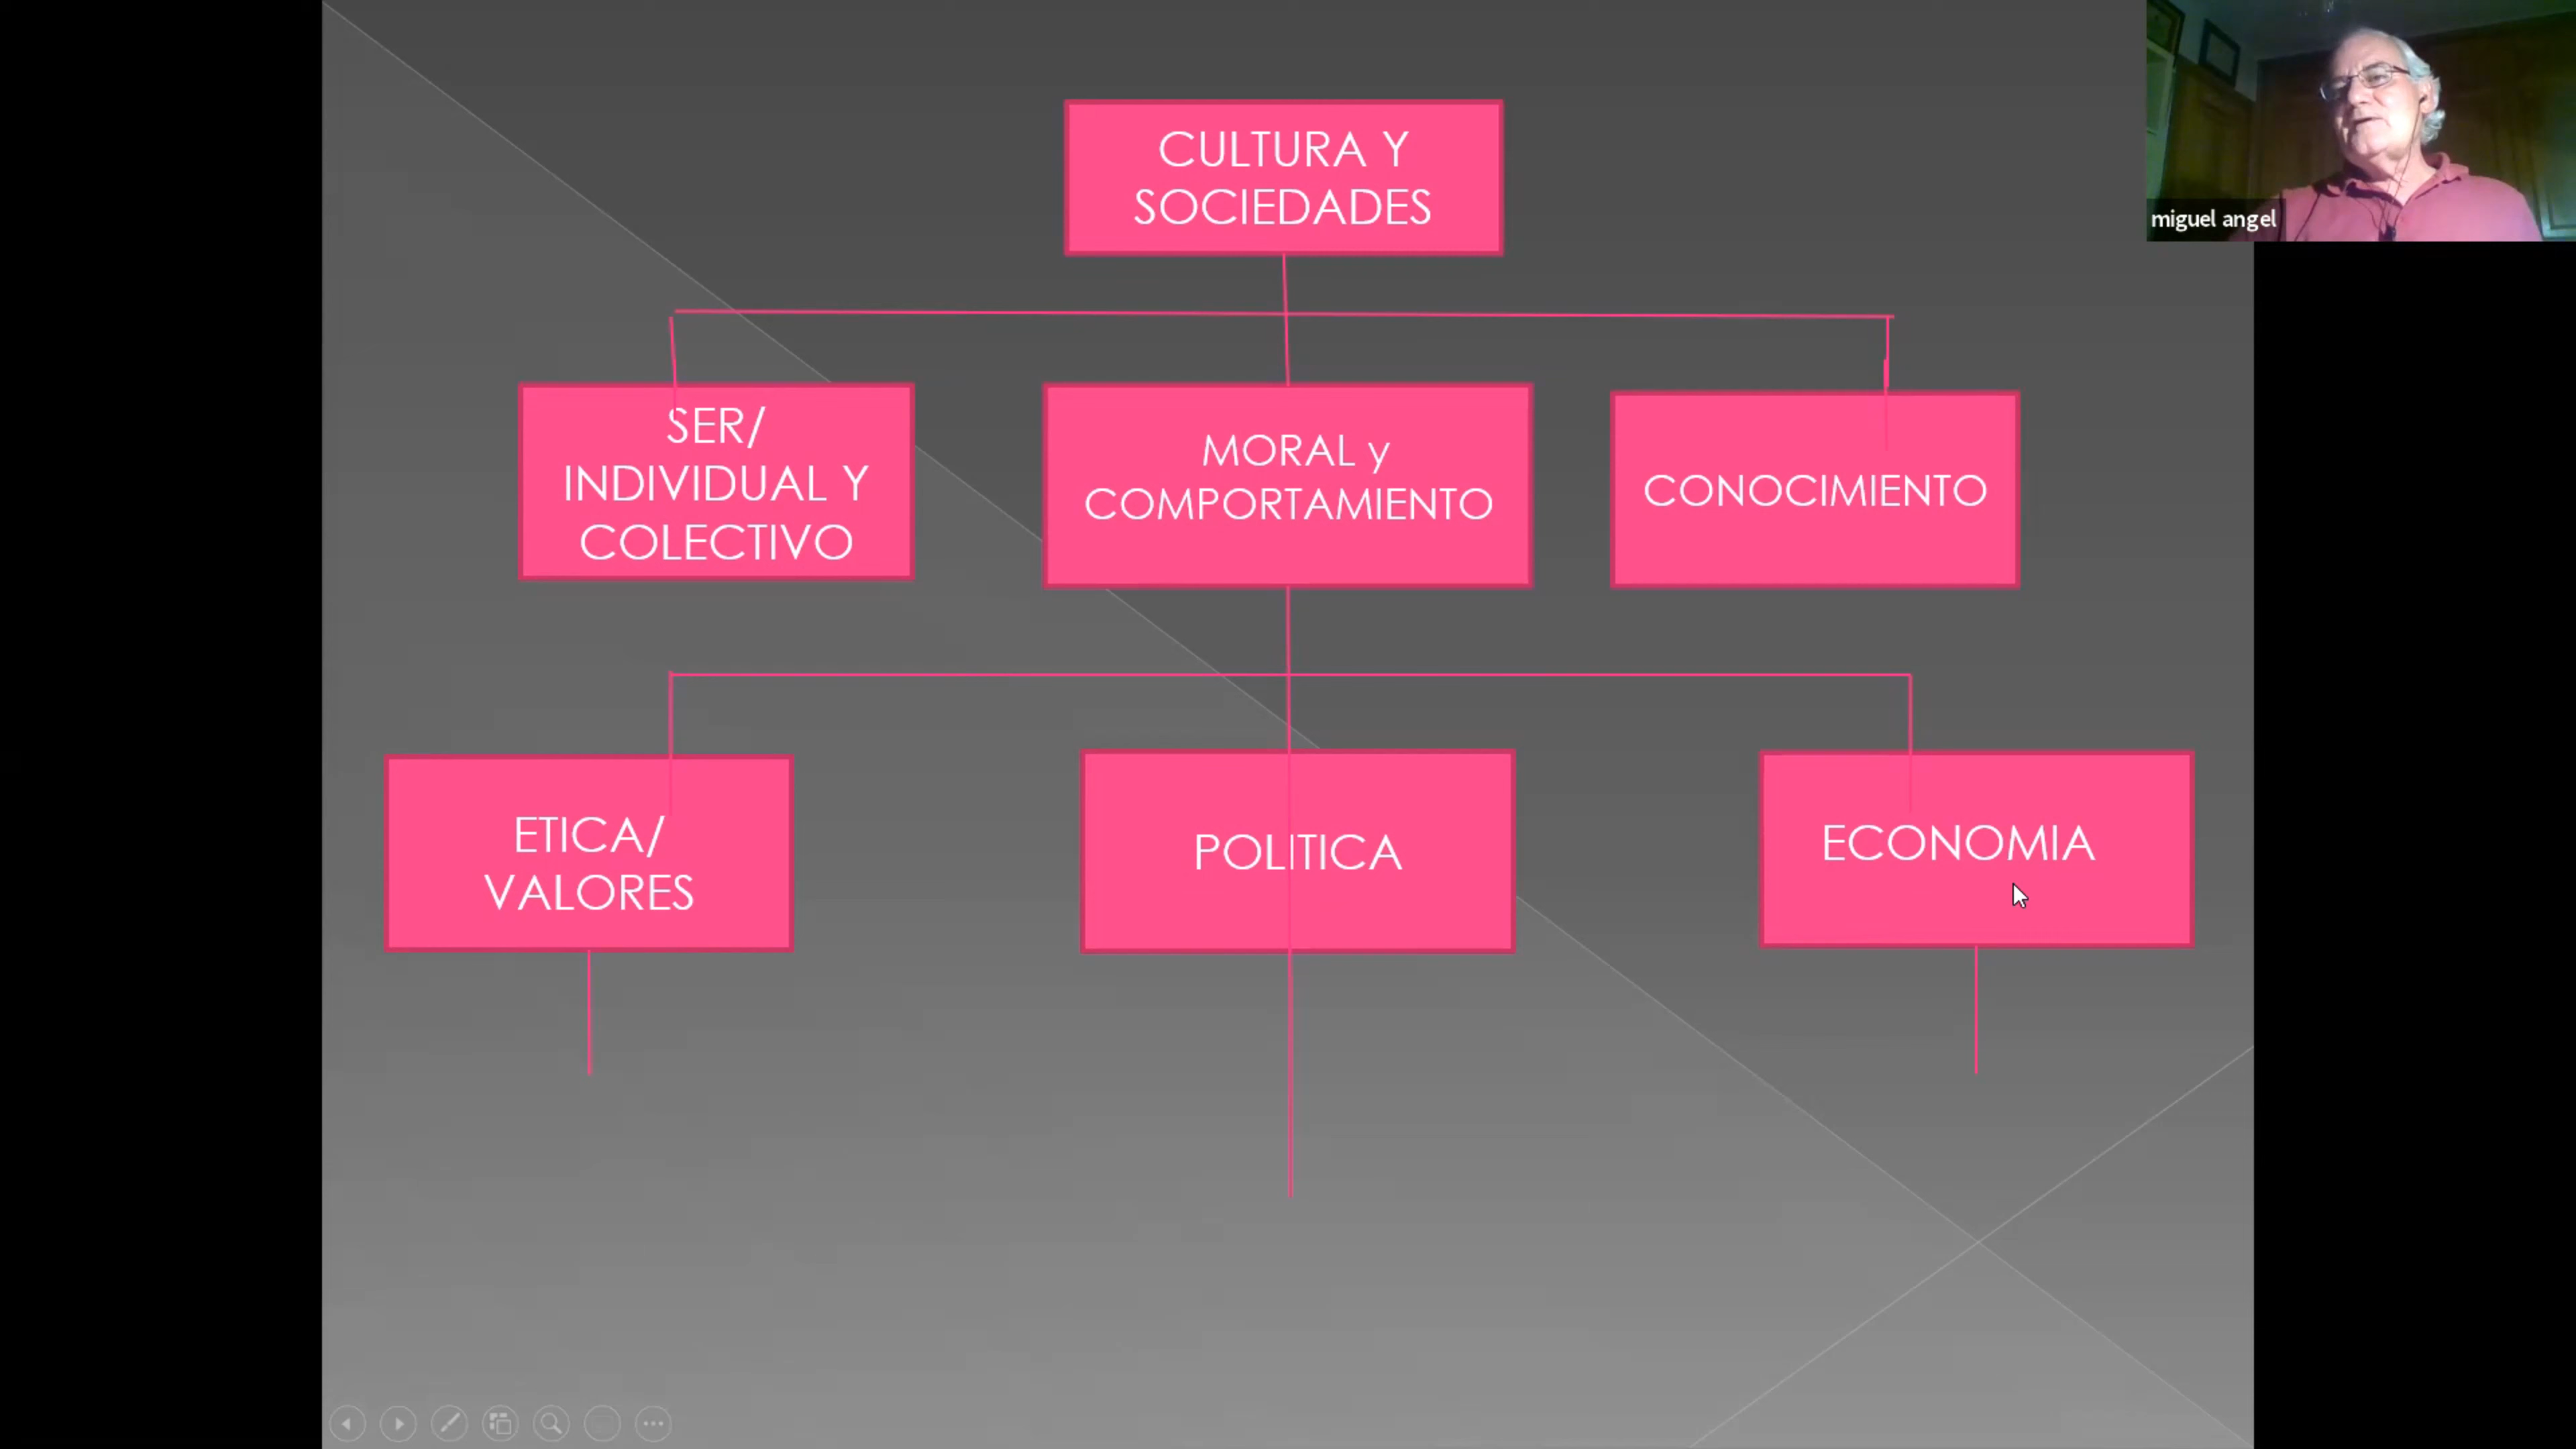 CULTURA Y
SOCIEDADES
miguel angel
SER/
INDIVIDUAL Y
COLECTIVO
MORAL y
COMPORTAMIENTO
CONOCIMIENTO
ETICA/
VALORES
POLITICA
ECONOMIA